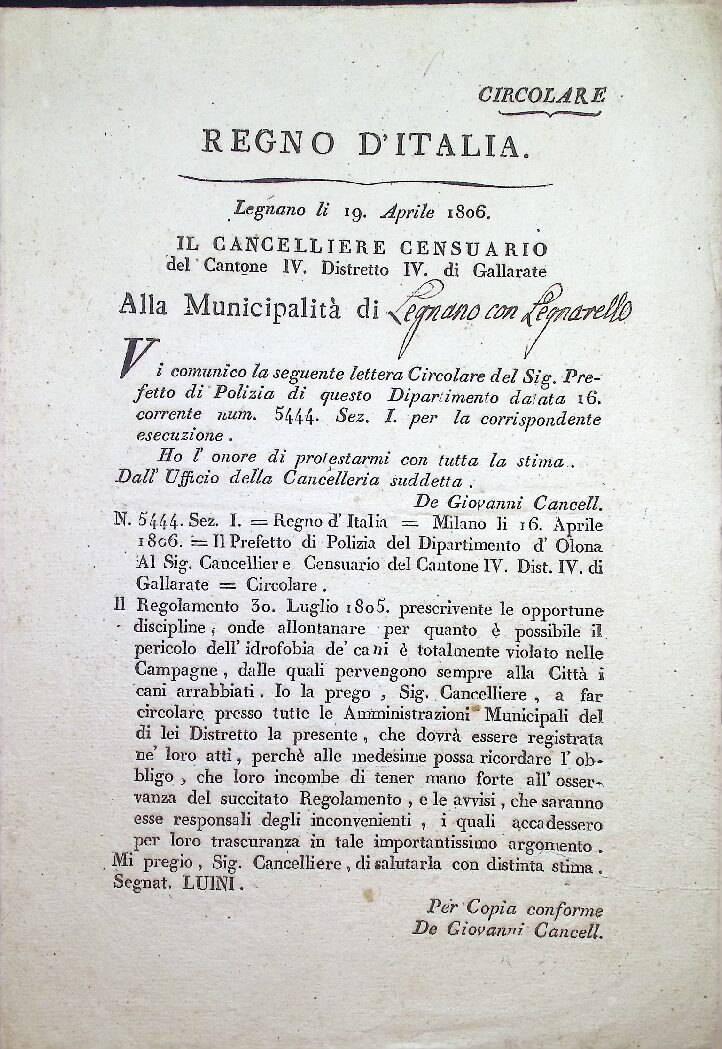 CIRCOLARE
REGNO D'ITALIA.
Legnano li 19. Aprile 1806.
IL CANCELLIERE CENSUARIO
del Cantone IV. Distretto IV. di Gallarate
Alla Municipalità di Legnano con Legnarello
Vi comunico la seguente lettera Circolare del Sig. Pre-
fetto di Polizia di questo Dipartimento datata 16.
corrente num. 5444. Sez. I. per la corrispondente
esecuzione.
Ho l'onore di protestarmi con tutta la stima.
Dall' Ufficio della Cancelleria suddetta.
De Giovanni Cancell.
N. 5444. Sez. I. = Regno d'Italia = Milano li 16. Aprile
1806. = Il Prefetto di Polizia del Dipartimento d' Olona
Al Sig. Cancelliere Censuario del Cantone IV. Dist. IV. di
Gallarate = Circolare.
Il Regolamento 30. Luglio 1805. prescrivente le opportune
discipline, onde allontanare per quanto è possibile il
pericolo dell' idrofobia de' cani è totalmente violato nelle
Campagne, dalle quali pervengono sempre alla Città i
cani arrabbiati. Io la prego, Sig. Cancelliere, a far
circolare presso tutte le Amministrazioni Municipali del
di lei Distretto la presente, che dovrà essere registrata
ne' loro atti, perchè alle medesime possa ricordare l' ob-
bligo, che loro incombe di tener mano forte all' osser-
vanza del succitato Regolamento, e le avvisi, che saranno
esse responsali degli inconvenienti, i quali accadessero
per loro trascuranza in tale importantissimo argomento.
Mi pregio, Sig. Cancelliere, di salutarla con distinta stima.
Segnat. LUINI.
Per Copia conforme
De Giovanni Cancell.